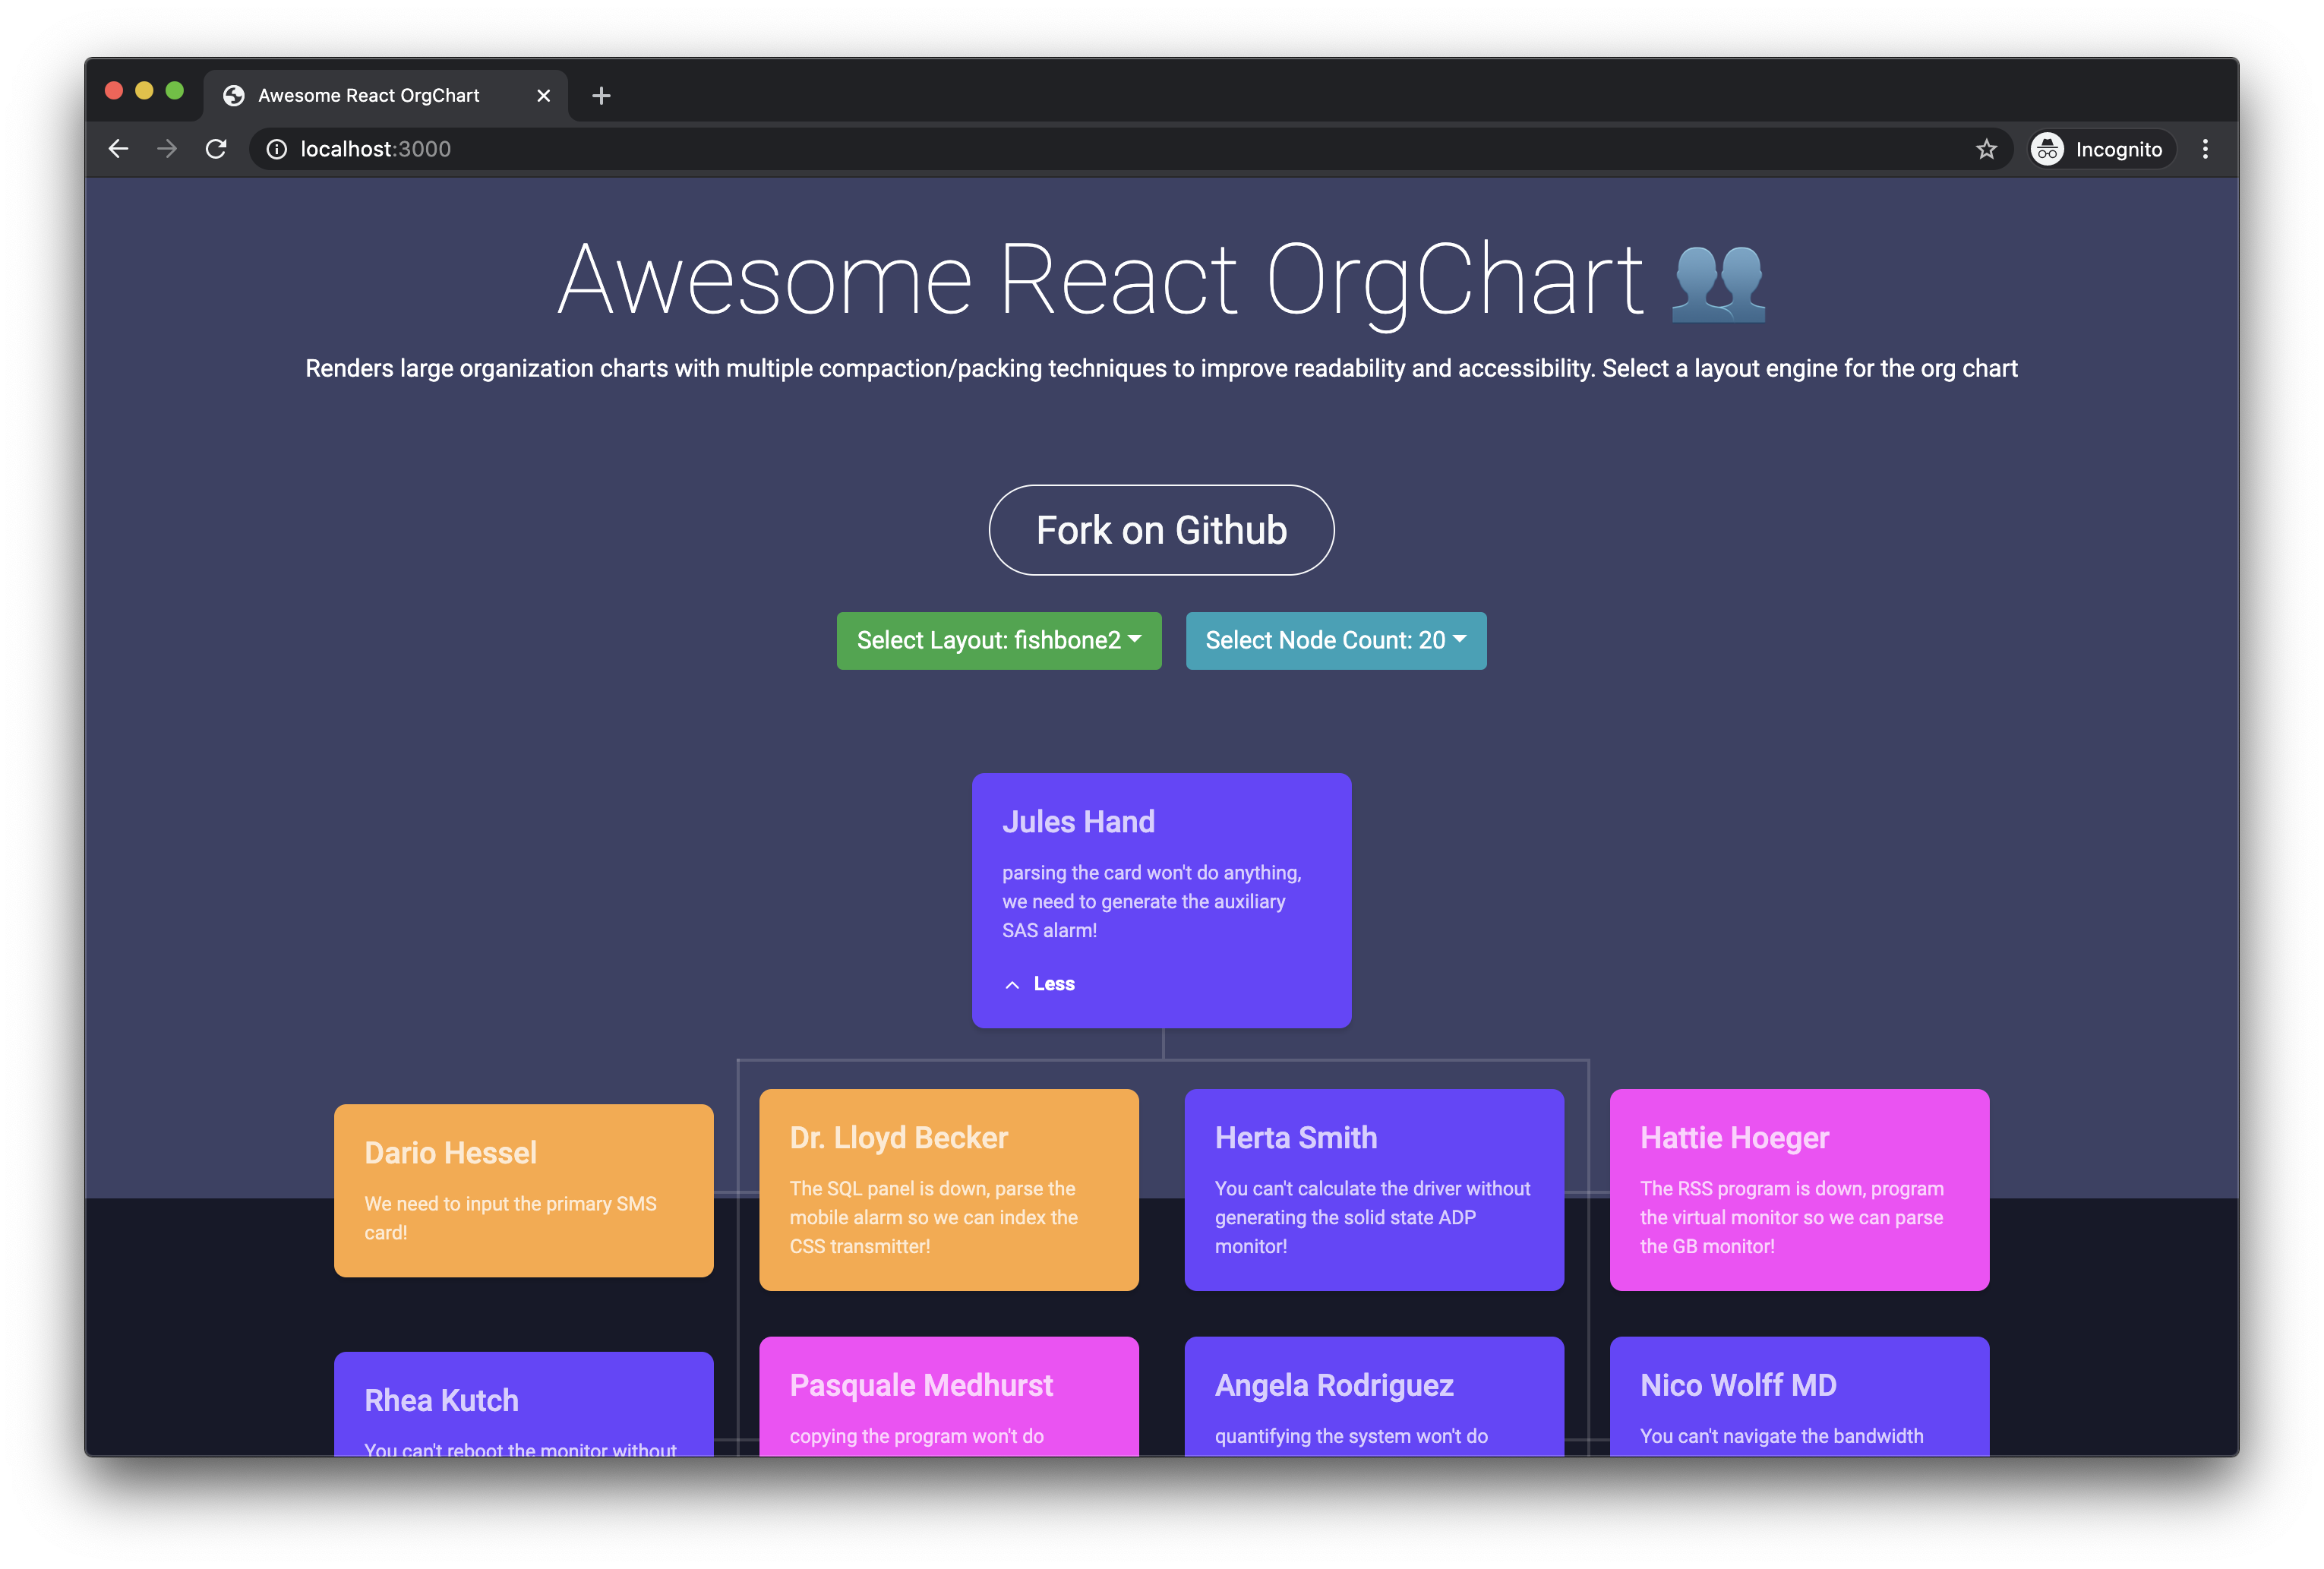 Awesome React OrgChart
localhost:3000
Incognito
Awesome React OrgChart
Renders large organization charts with multiple compaction/packing techniques to improve readability and accessibility. Select a layout engine for the org chart
Fork on Github
Select Layout: fishbone2
Select Node Count: 20
Jules Hand
parsing the card won't do anything,
we need to generate the auxiliary
SAS alarm!
Less
Dario Hessel
We need to input the primary SMS
card!
Dr. Lloyd Becker
The SQL panel is down, parse the
mobile alarm so we can index the
CSS transmitter!
Herta Smith
You can't calculate the driver without
generating the solid state ADP
monitor!
Hattie Hoeger
The RSS program is down, program
the virtual monitor so we can parse
the GB monitor!
Rhea Kutch
You can't reboot the monitor without
Pasquale Medhurst
copying the program won't do
Angela Rodriguez
quantifying the system won't do
Nico Wolff MD
You can't navigate the bandwidth